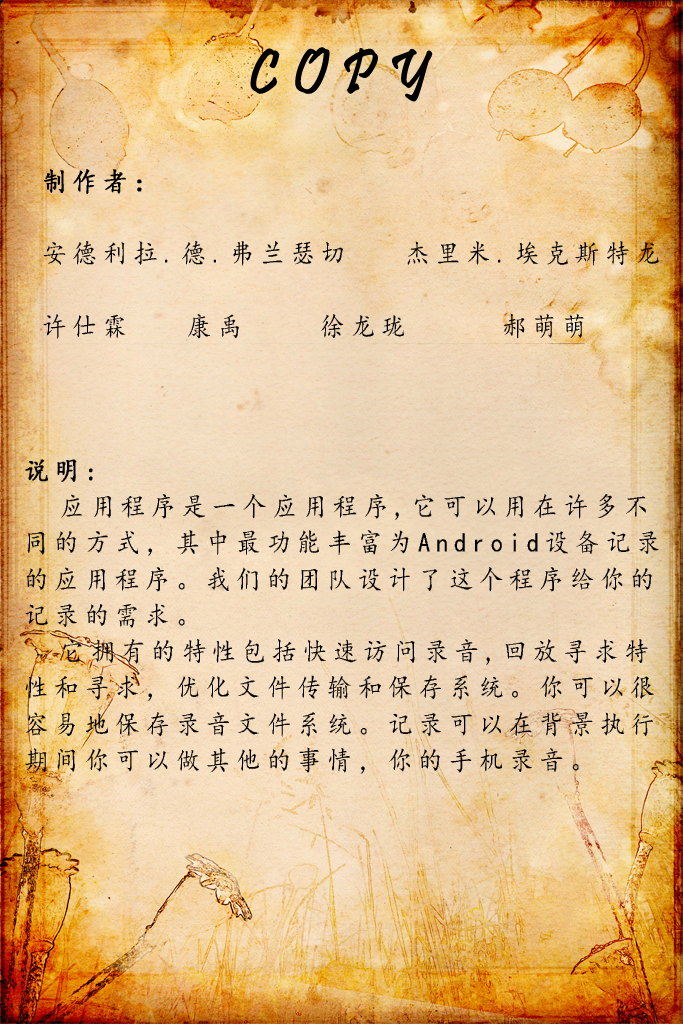 COPY
制作者：
安德利拉.德.弗兰瑟切 杰里米.埃克斯特龙
许仕霖 康禹 徐龙珑 郝萌萌
说明：
应用程序是一个应用程序,它可以用在许多不
同的方式，其中最功能丰富为Android设备记录
的应用程序。我们的团队设计了这个程序给你的
记录的需求。
它拥有的特性包括快速访问录音,回放寻求特
性和寻求，优化文件传输和保存系统。你可以很
容易地保存录音文件系统。记录可以在背景执行
期间你可以做其他的事情，你的手机录音。